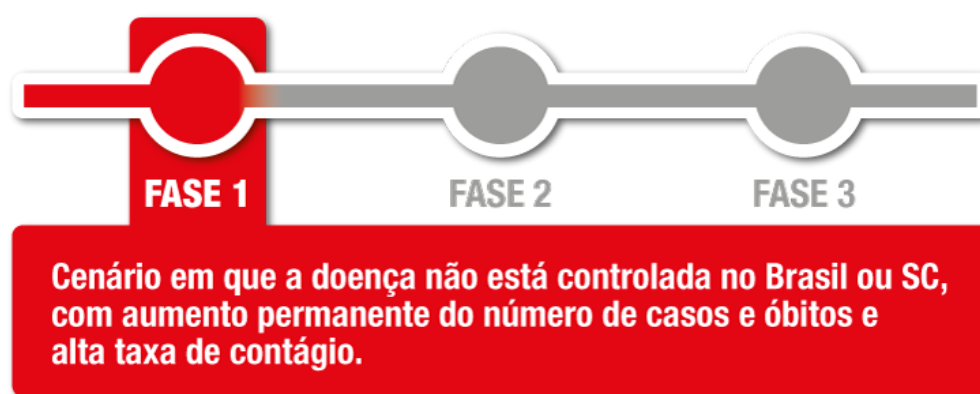 FASE 1
FASE 2
FASE 3
Cenário em que a doença não está controlada no Brasil ou SC,
com aumento permanente do número de casos e óbitos e
alta taxa de contágio.